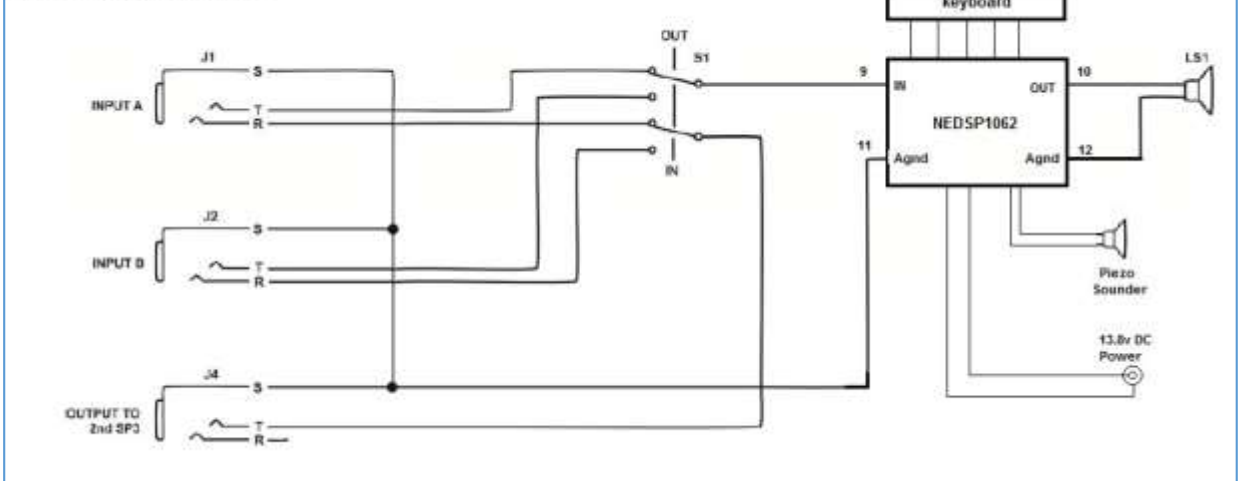 keyboard
OUT
J1
S
S1
LS1
9
10
IN
OUT
INPUT A
T
R
NEDSP1062
11
12
Agnd
Agnd
IN
J2
S
INPUT B
T
R
Piezo
Sounder
13.8v DC
Power
J4
S
OUTPUT TO
2nd SP3
T
R